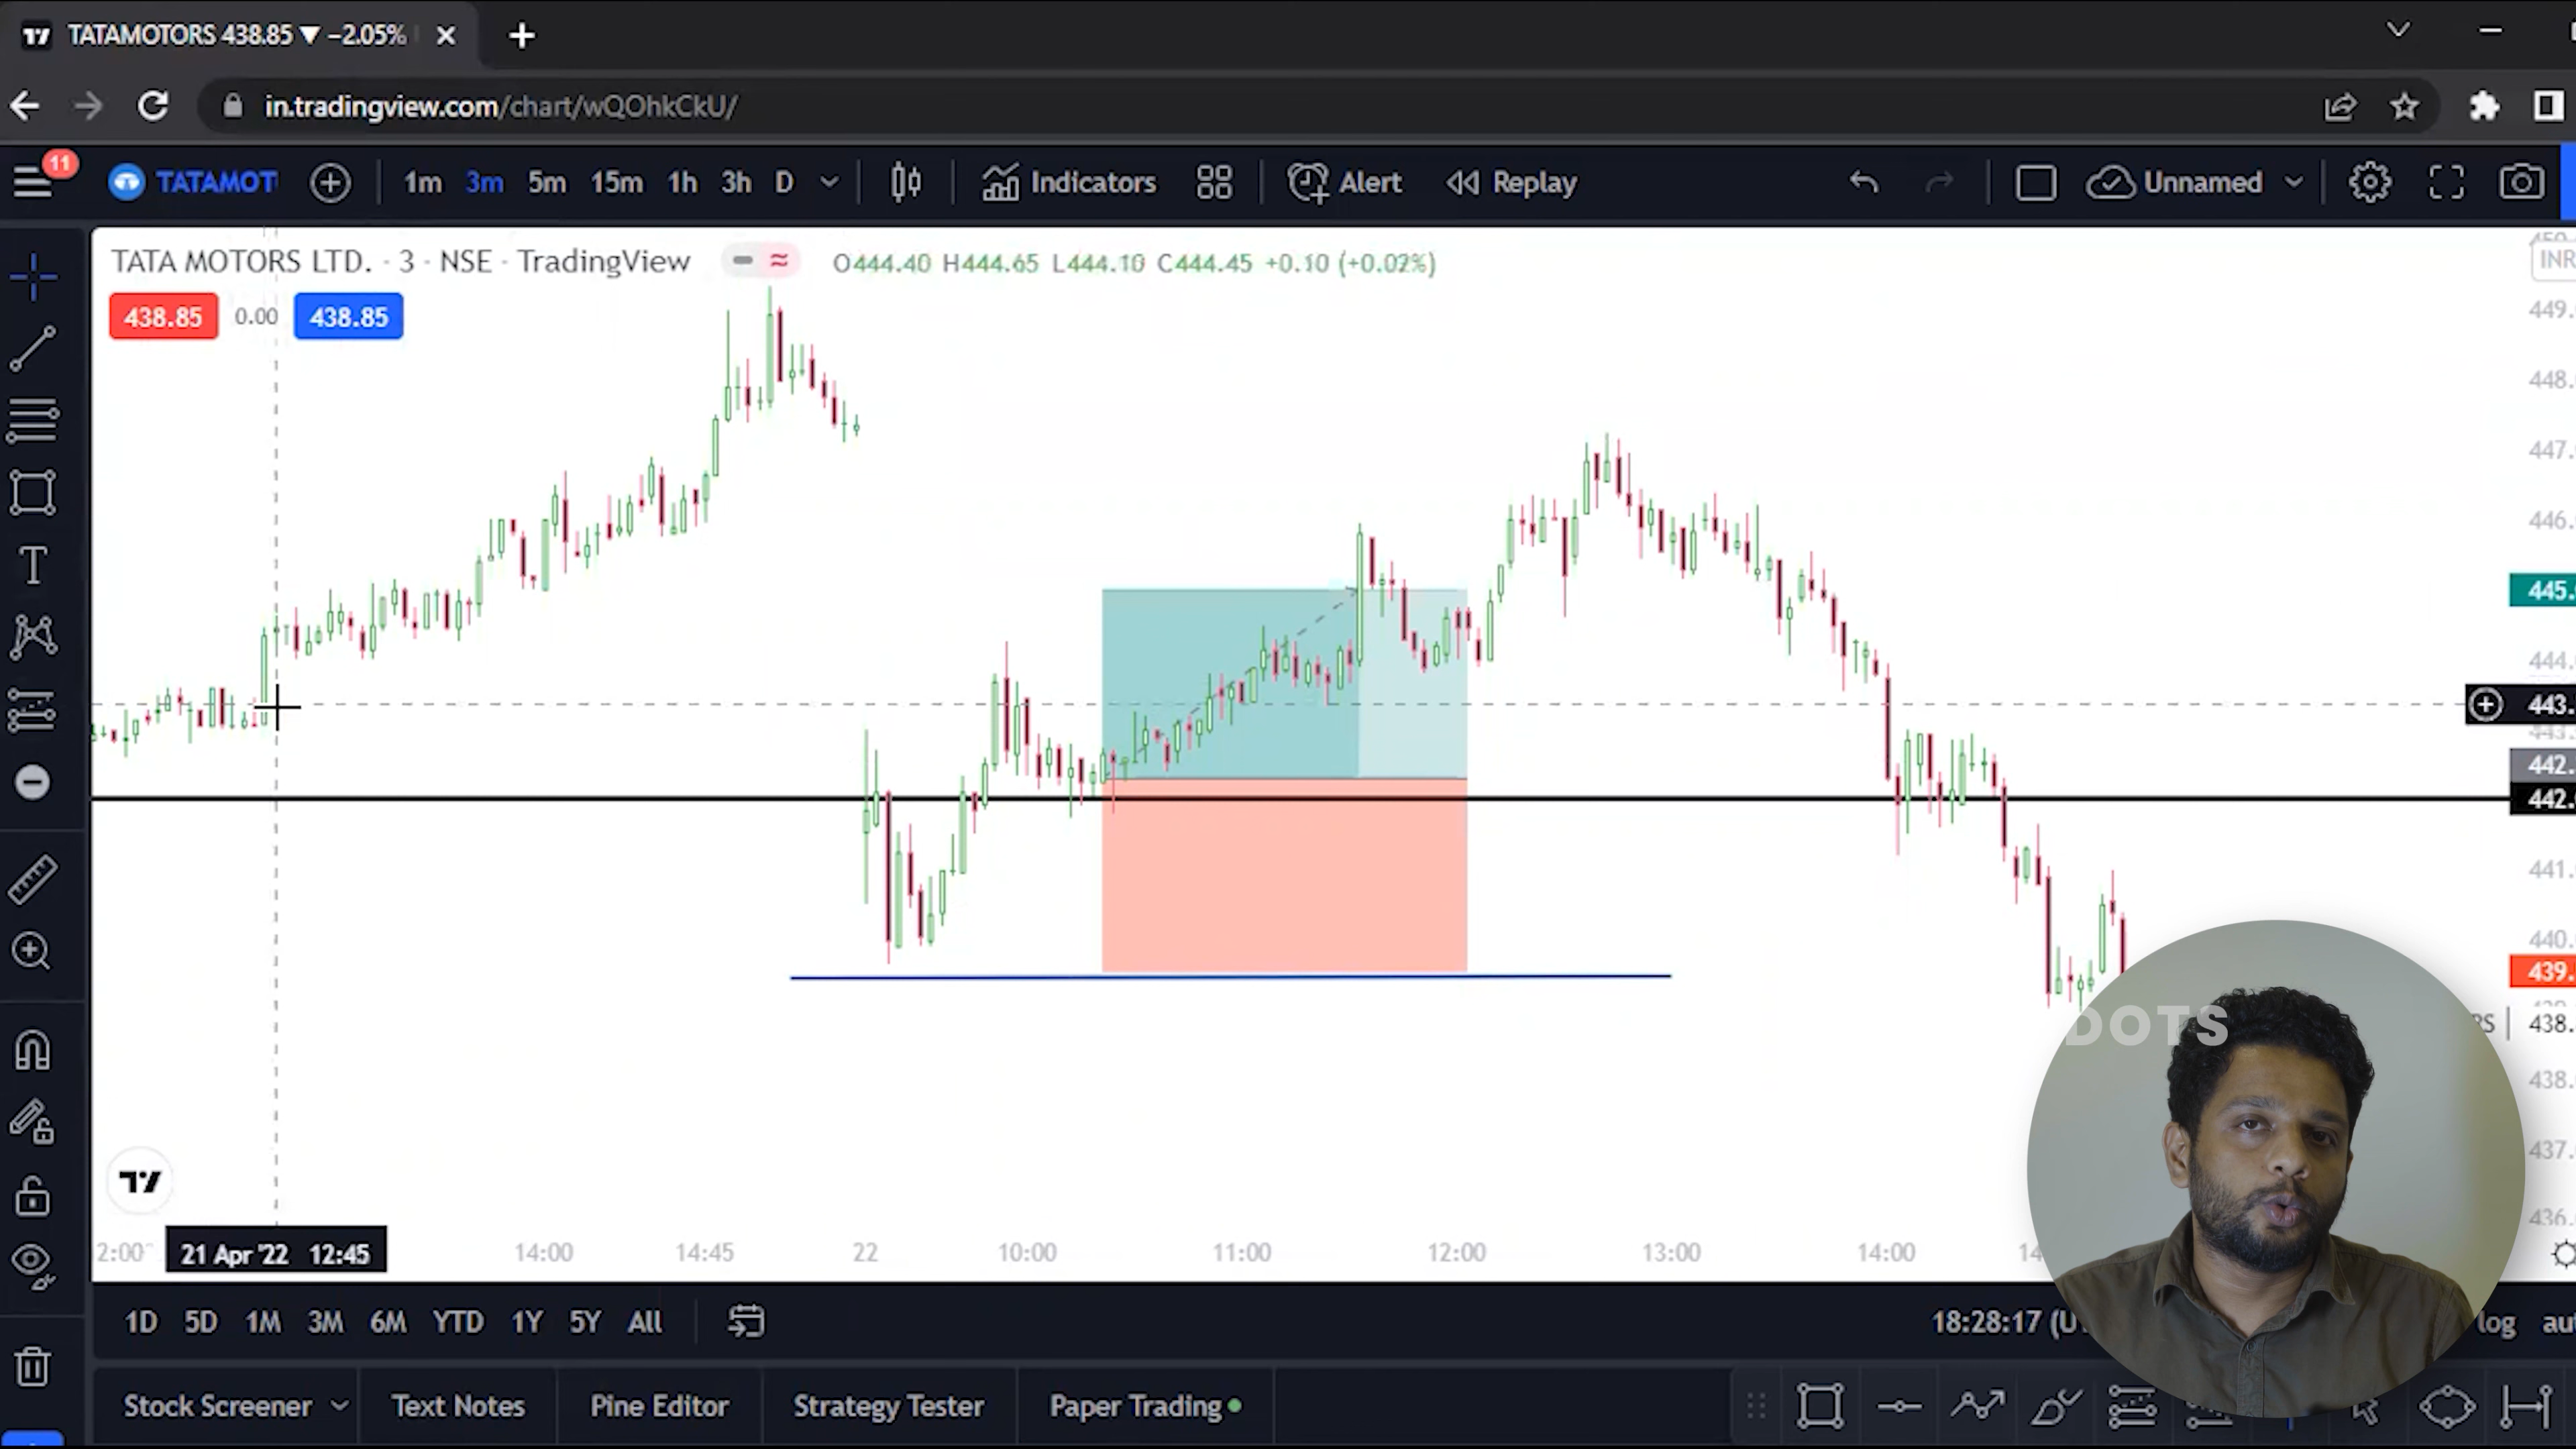 TATAMOTORS 438.85 ▼ −2.05%
in.tradingview.com/chart/wQOhkCkU/
11
TATAMOT
1m 3m 5m 15m 1h 3h D
Indicators
Alert
Replay
Unnamed
TATA MOTORS LTD. · 3 · NSE · TradingView
O444.40 H444.65 L444.10 C444.45 +0.10 (+0.02%)
INR
438.85 0.00 438.85
449.
448.
447.
446.
445.
444.
443.
442.
442.
441.
440.
439.
438.
438.
437.
436.
DOTS
2:00
21 Apr '22 12:45
14:00 14:45 22 10:00 11:00 12:00 13:00 14:00
1D 5D 1M 3M 6M YTD 1Y 5Y All
18:28:17 (U
log
Stock Screener
Text Notes
Pine Editor
Strategy Tester
Paper Trading